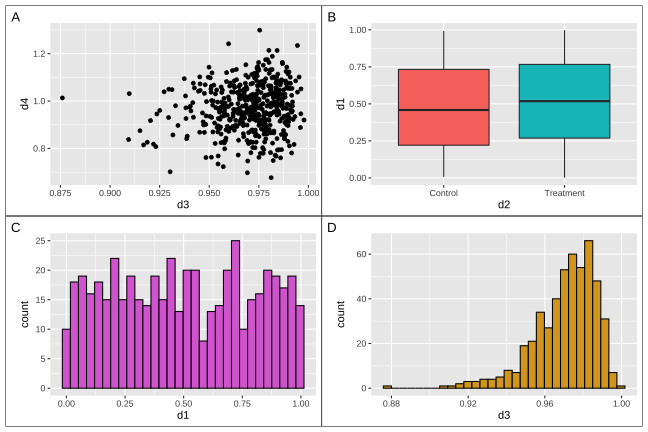 A
1.2
1.0
0.8
d4
0.875 0.900 0.925 0.950 0.975 1.000
d3
B
1.00
0.75
0.50
0.25
0.00
d1
Control Treatment
d2
C
25
20
15
10
5
0
count
0.00 0.25 0.50 0.75 1.00
d1
D
60
40
20
0
count
0.88 0.92 0.96 1.00
d3